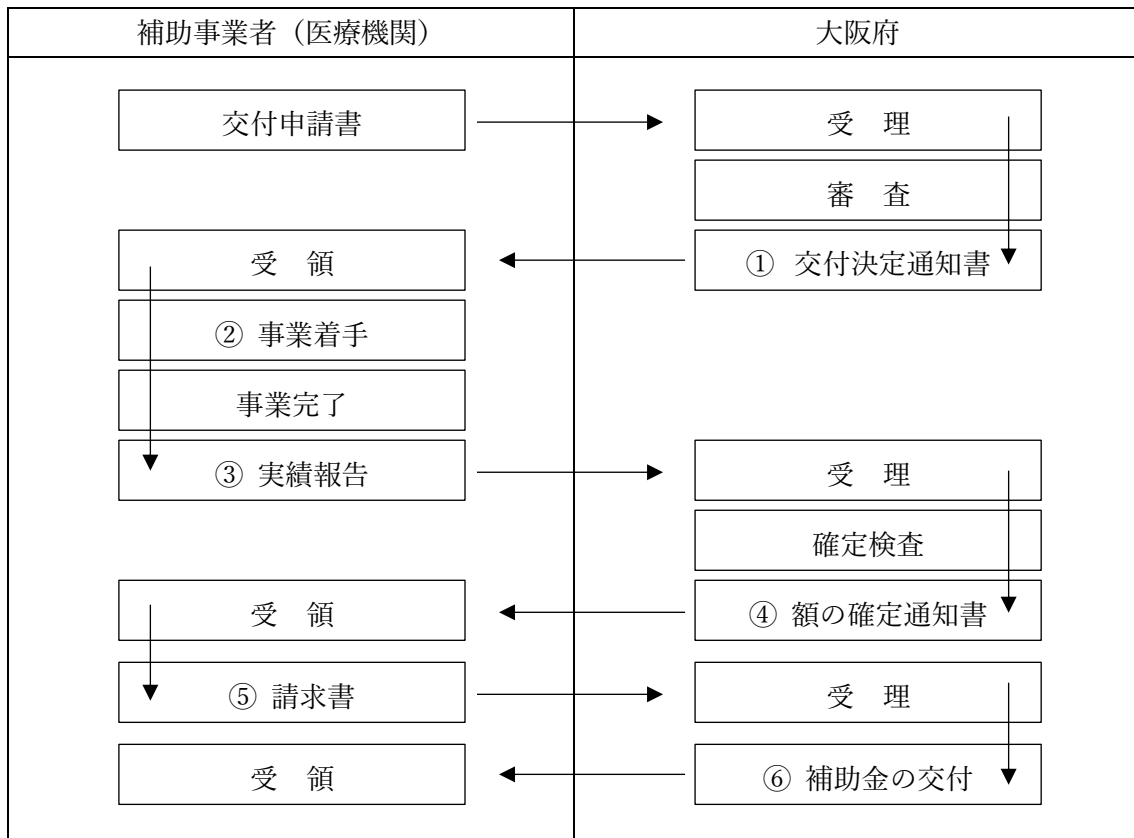 補助事業者（医療機関）
大阪府
交付申請書
受　理
審　査
受　領
① 交付決定通知書
② 事業着手
事業完了
③ 実績報告
受　理
確定検査
受　領
④ 額の確定通知書
⑤ 請求書
受　理
受　領
⑥ 補助金の交付